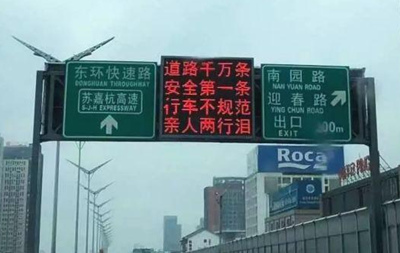 东环快速路
DONGHUAN THROUGHWAY
苏嘉杭高速
S-J-H EXPRESSWAY
道路千万条
安全第一条
行车不规范
亲人两行泪
南园路
NAN YUAN ROAD
迎春路
YING CHUN ROAD
出口
EXIT
300m
Roca